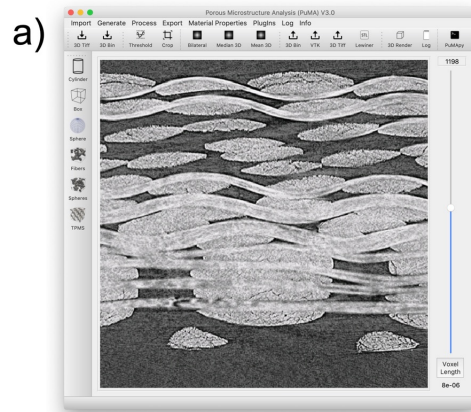 a)
Porous Microstructure Analysis (PuMA) V3.0
Import Generate Process Export Material Properties PlugIns Log Info
3D Tiff 3D Bin Threshold Crop Bilateral Median 3D Mean 3D 3D Bin VTK 3D Tiff STL Lewiner 3D Render Log PuMApy
1198
Cylinder
Box
Sphere
Fibers
Spheres
TPMS
Voxel
Length
8e-06